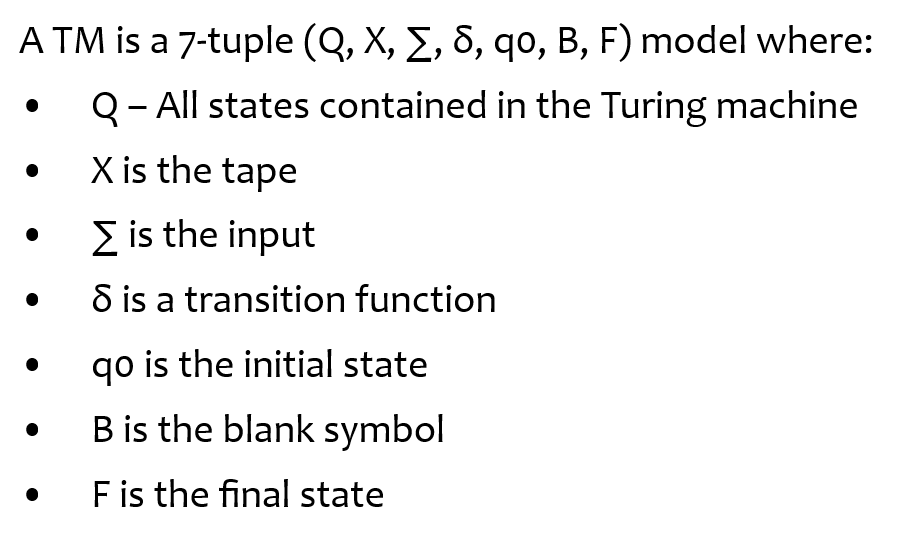 A TM is a 7-tuple (Q, X, ∑, δ, q0, B, F) model where:
• Q – All states contained in the Turing machine
• X is the tape
• ∑ is the input
• δ is a transition function
• q0 is the initial state
• B is the blank symbol
• F is the final state